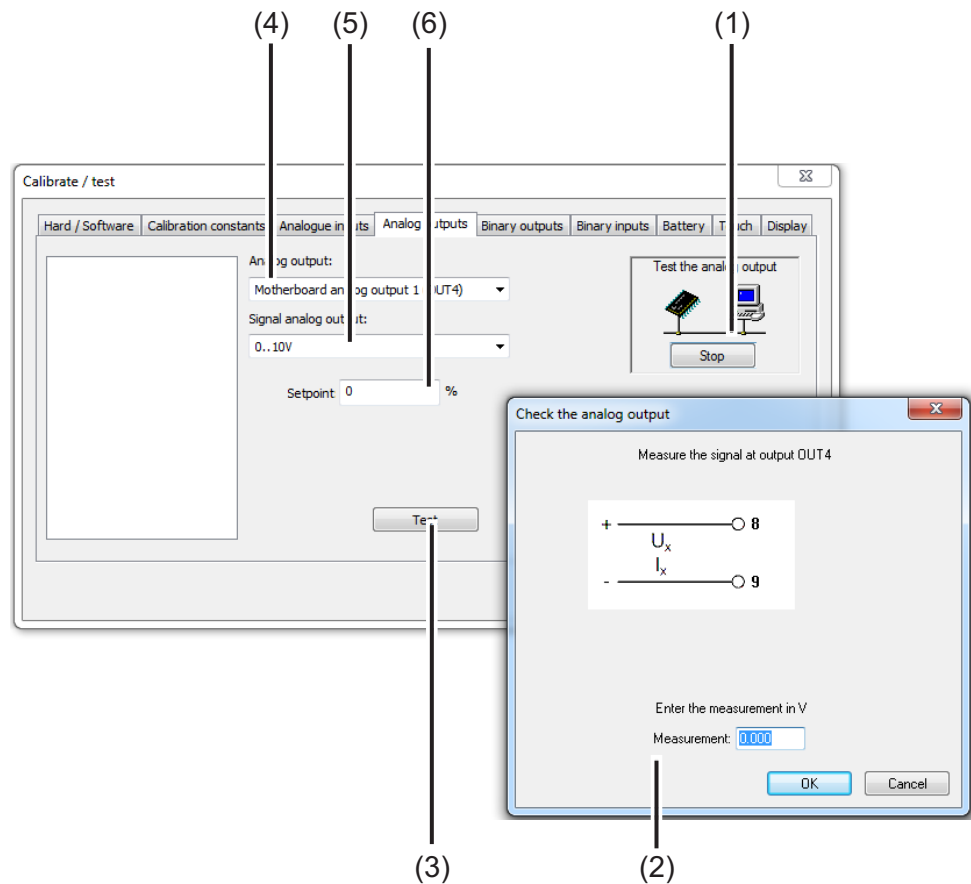 (4) (5) (6) (1)
Calibrate / test
Hard / Software Calibration constants Analogue inputs Analog outputs Binary outputs Binary inputs Battery Touch Display
Analog output:
Motherboard analog output 1 (OUT4)
Signal analog output:
0..10V
Setpoint 0 %
Test
Test the analog output
Stop
Check the analog output
Measure the signal at output OUT4
+ 8
Ux
Ix
- 9
Enter the measurement in V
Measurement: 0.000
OK Cancel
(3) (2)